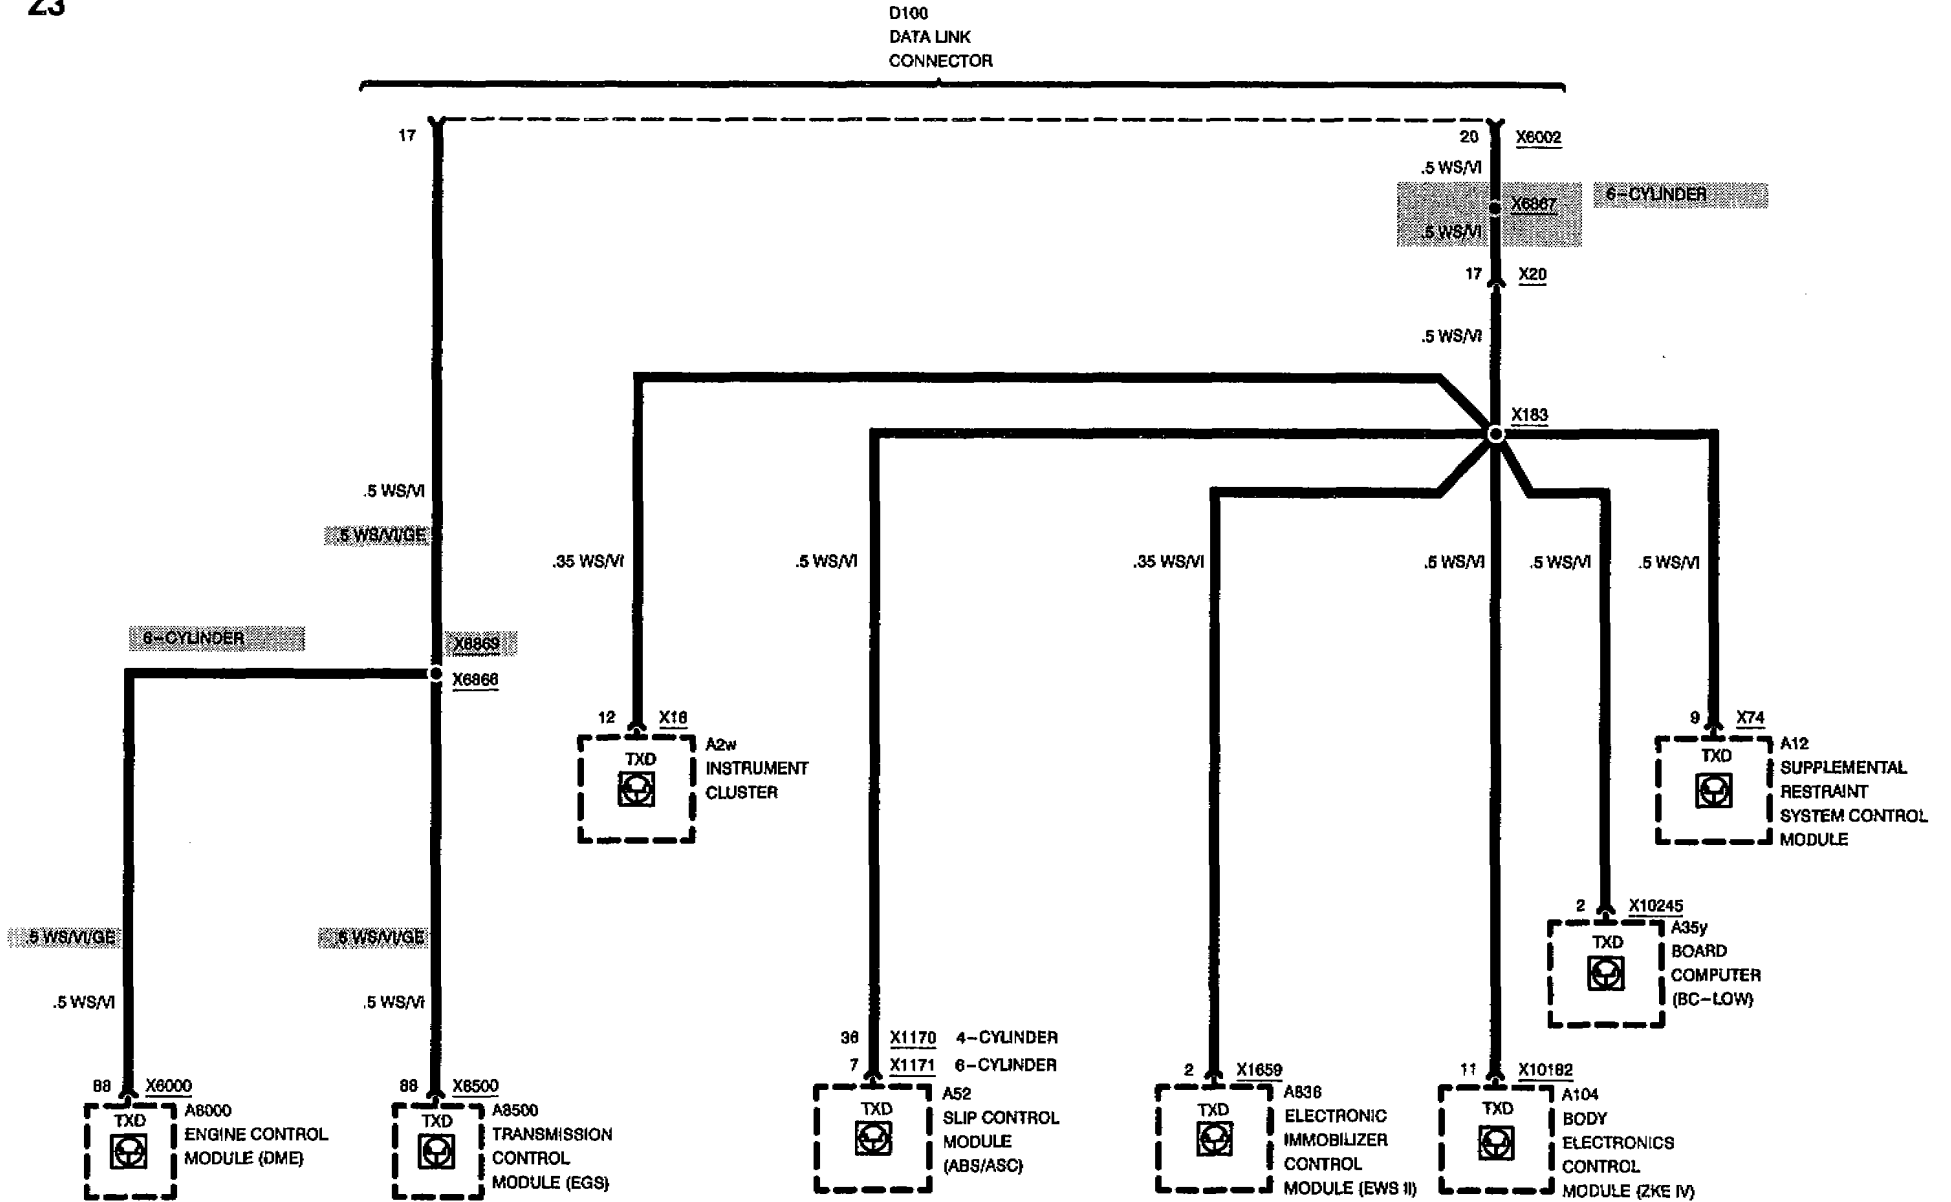 Z3
D100
DATA LINK
CONNECTOR
17
20 X6002
.5 WS/VI
6-CYLINDER
X6867
.5 WS/VI
17 X20
.5 WS/VI
X183
.5 WS/VI
.5 WS/VI/GE
.35 WS/VI
.5 WS/VI
.35 WS/VI
.5 WS/VI
.5 WS/VI
.5 WS/VI
6-CYLINDER
X6869
X6866
12 X16
TXD
A2w
INSTRUMENT
CLUSTER
9 X74
TXD
A12
SUPPLEMENTAL
RESTRAINT
SYSTEM CONTROL
MODULE
2 X10245
TXD
A35y
BOARD
COMPUTER
(BC-LOW)
.5 WS/VI/GE
.5 WS/VI/GE
.5 WS/VI
.5 WS/VI
36 X1170 4-CYLINDER
7 X1171 6-CYLINDER
88 X6000
TXD
A6000
ENGINE CONTROL
MODULE (DME)
88 X8500
TXD
A8500
TRANSMISSION
CONTROL
MODULE (EGS)
TXD
A52
SLIP CONTROL
MODULE
(ABS/ASC)
2 X1659
TXD
A836
ELECTRONIC
IMMOBILIZER
CONTROL
MODULE (EWS II)
11 X10182
TXD
A104
BODY
ELECTRONICS
CONTROL
MODULE (ZKE IV)